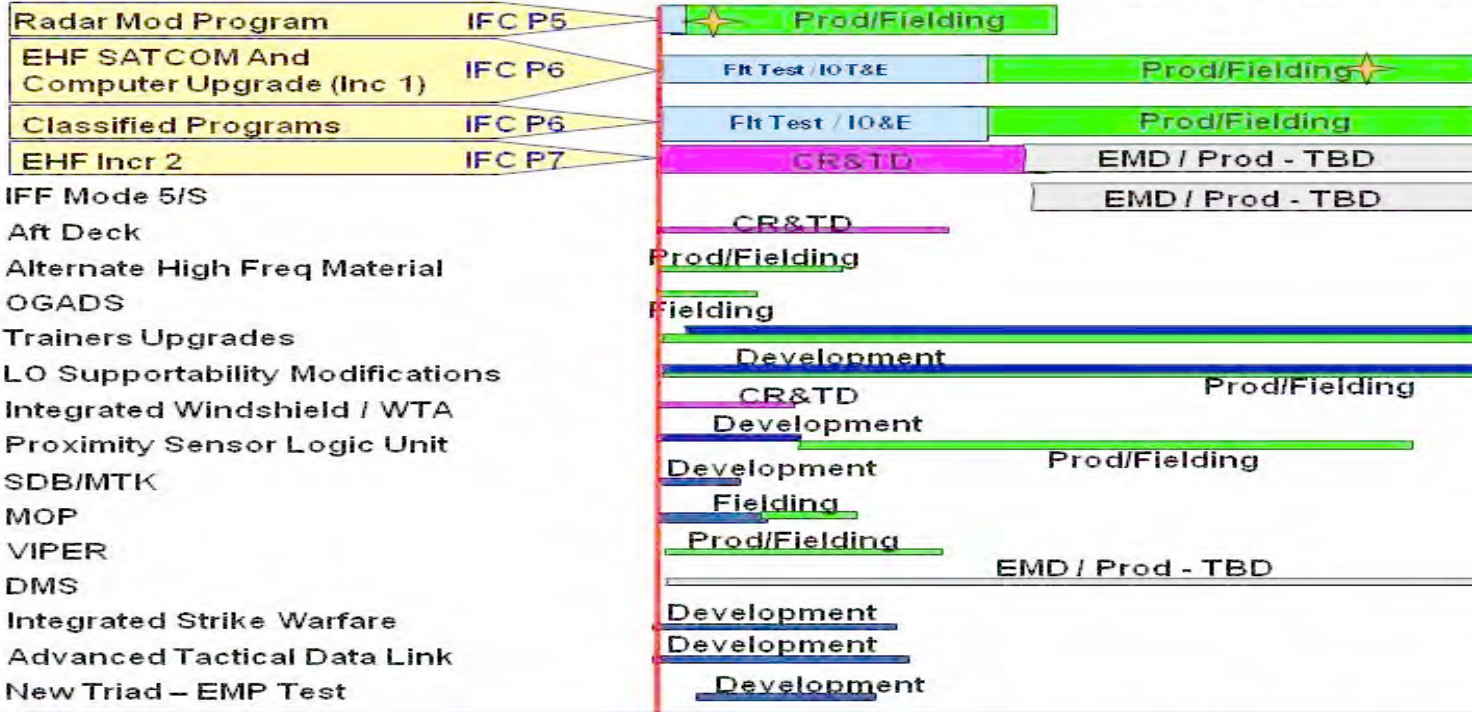 Radar Mod Program IFC P5 Prod/Fielding
EHF SATCOM And
Computer Upgrade (Inc 1) IFC P6 Flt Test / IOT&E Prod/Fielding
Classified Programs IFC P6 Flt Test / IO&E Prod/Fielding
EHF Incr 2 IFC P7 CR&TD EMD / Prod - TBD
IFF Mode 5/S EMD / Prod - TBD
Aft Deck CR&TD
Alternate High Freq Material Prod/Fielding
OGADS Fielding
Trainers Upgrades Development
LO Supportability Modifications Prod/Fielding
Integrated Windshield / WTA CR&TD
Proximity Sensor Logic Unit Development Prod/Fielding
SDB/MTK Development
MOP Fielding
VIPER Prod/Fielding
DMS EMD / Prod - TBD
Integrated Strike Warfare Development
Advanced Tactical Data Link Development
New Triad – EMP Test Development